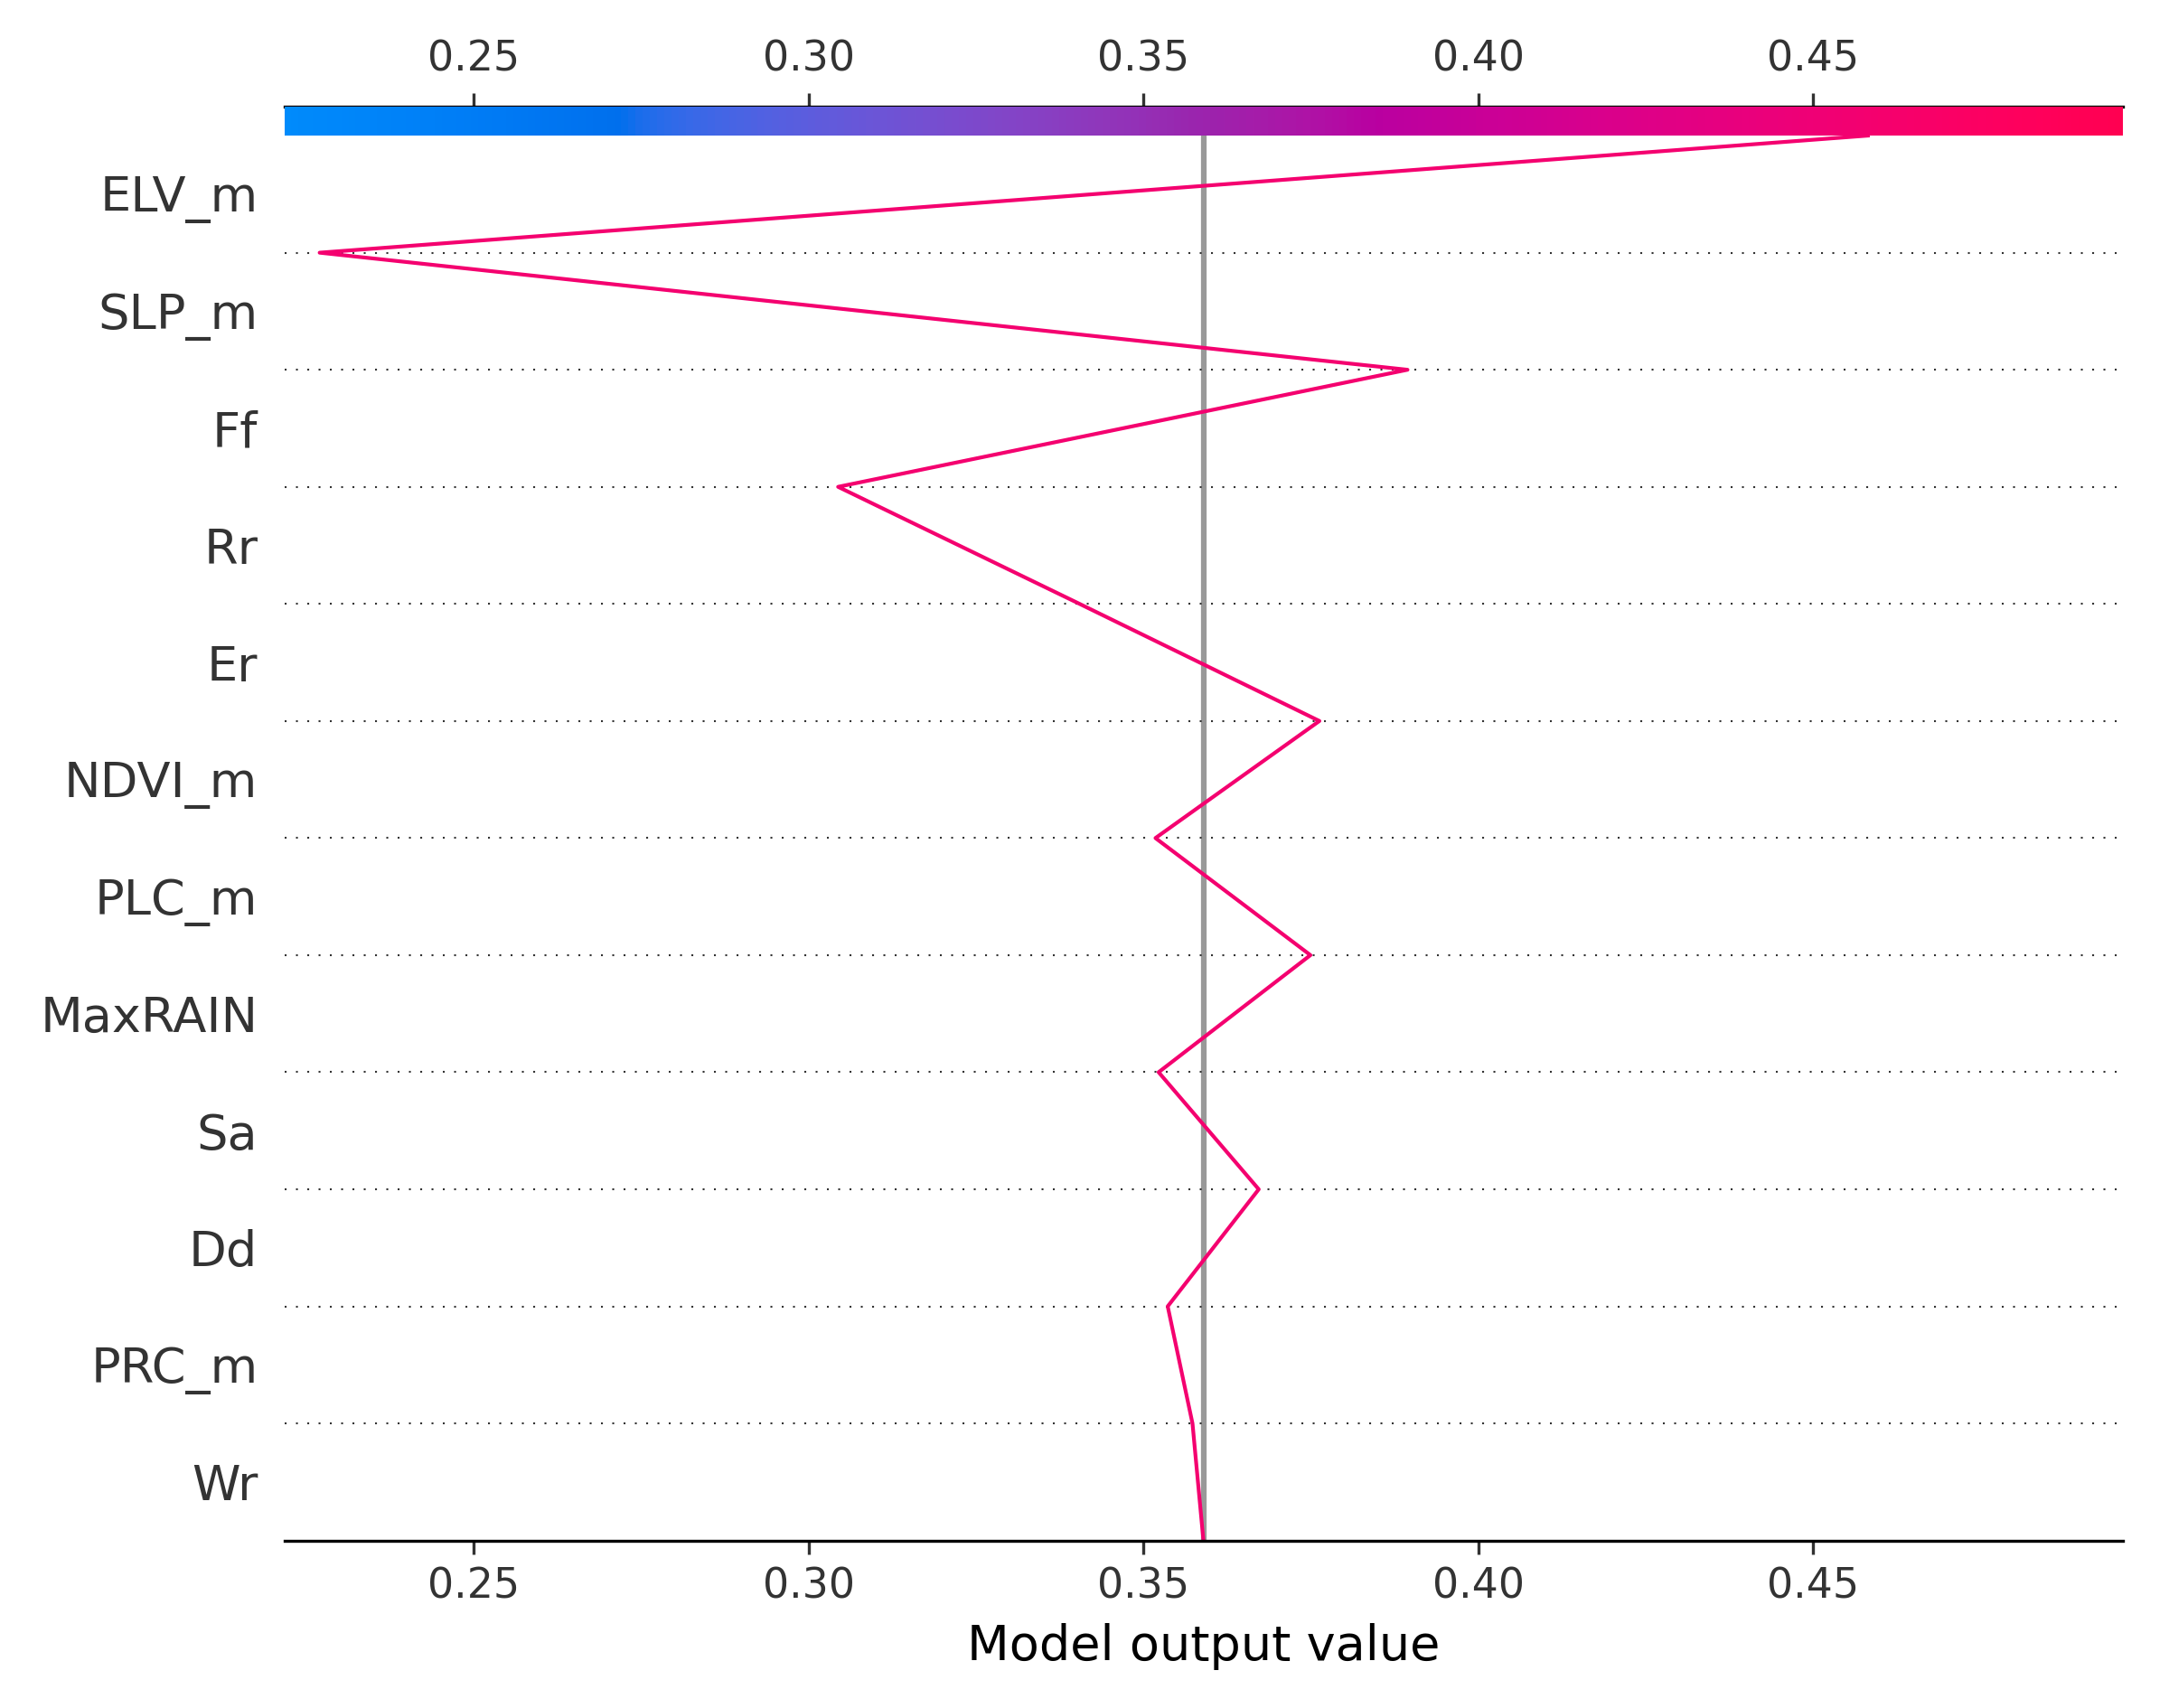 0.25 0.30 0.35 0.40 0.45
ELV_m
SLP_m
Ff
Rr
Er
NDVI_m
PLC_m
MaxRAIN
Sa
Dd
PRC_m
Wr
0.25 0.30 0.35 0.40 0.45
Model output value